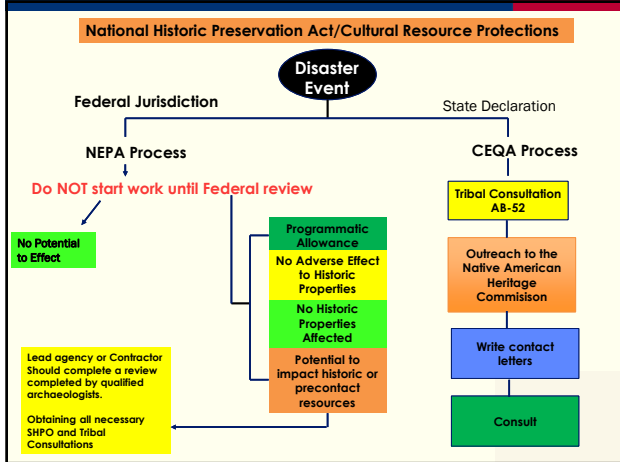 National Historic Preservation Act/Cultural Resource Protections
Disaster
Event
Federal Jurisdiction
State Declaration
NEPA Process
CEQA Process
Do NOT start work until Federal review
No Potential
to Effect
Programmatic
Allowance
No Adverse Effect
to Historic
Properties
No Historic
Properties
Affected
Potential to
impact historic or
precontact
resources
Lead agency or Contractor
Should complete a review
completed by qualified
archaeologists.
Obtaining all necessary
SHPO and Tribal
Consultations
Tribal Consultation
AB-52
Outreach to the
Native American
Heritage
Commisison
Write contact
letters
Consult